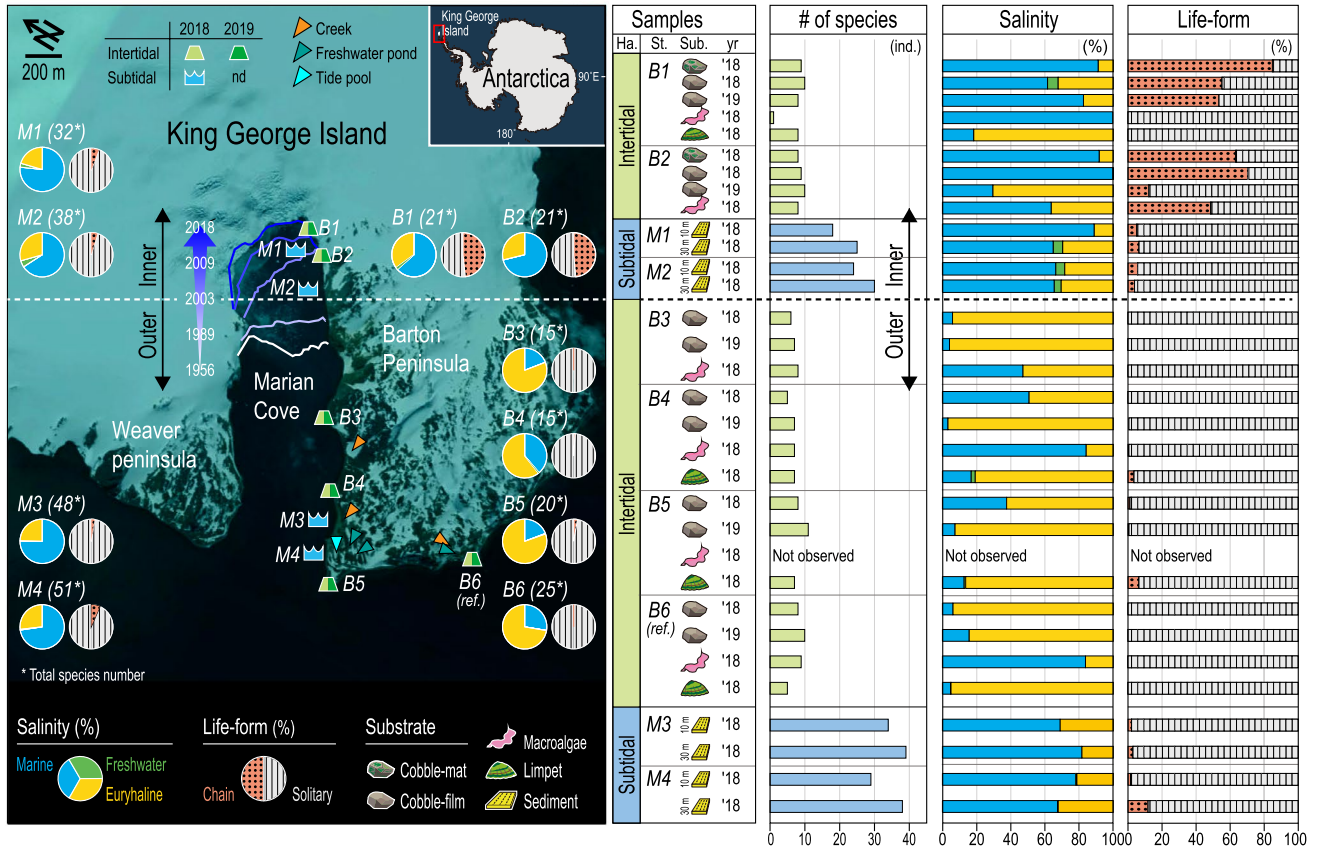 200 m
2018 2019
Intertidal
Subtidal nd
Creek
Freshwater pond
Tide pool
King George
Island
Antarctica
90˚E
180˚
King George Island
M1 (32*)
M2 (38*)
B1 (21*)
B2 (21*)
B3 (15*)
B4 (15*)
M3 (48*)
B5 (20*)
M4 (51*)
B6 (25*)
Inner
Outer
2018
2009
2003
1989
1956
B1
M1
B2
M2
Barton
Peninsula
Marian
Cove
Weaver
peninsula
B3
B4
M3
M4
B5
B6
(ref.)
* Total species number
Salinity (%)
Marine
Freshwater
Euryhaline
Life-form (%)
Chain
Solitary
Substrate
Cobble-mat
Cobble-film
Macroalgae
Limpet
Sediment
Samples
Ha. St. Sub. yr
# of species
(ind.)
Salinity
(%)
Life-form
(%)
Intertidal
B1 '18
'18
'19
'18
'18
B2 '18
'18
'19
'18
Subtidal
M1 10 m '18
30 m '18
M2 10 m '18
30 m '18
Inner
Outer
Intertidal
B3 '18
'19
'18
B4 '18
'19
'18
'18
B5 '18
'19
'18 Not observed Not observed Not observed
'18
B6 '18
(ref.) '19
'18
'18
Subtidal
M3 10 m '18
30 m '18
M4 10 m '18
30 m '18
0 10 20 30 40
0 20 40 60 80 100
0 20 40 60 80 100